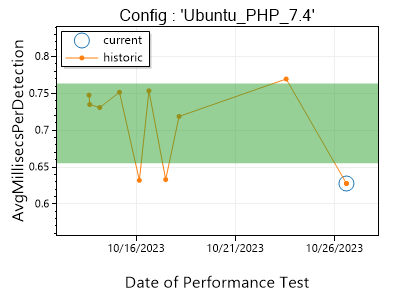 Config : 'Ubuntu_PHP_7.4'
current
historic
AvgMillisecsPerDetection
0.8
0.75
0.7
0.65
0.6
10/16/2023
10/21/2023
10/26/2023
Date of Performance Test